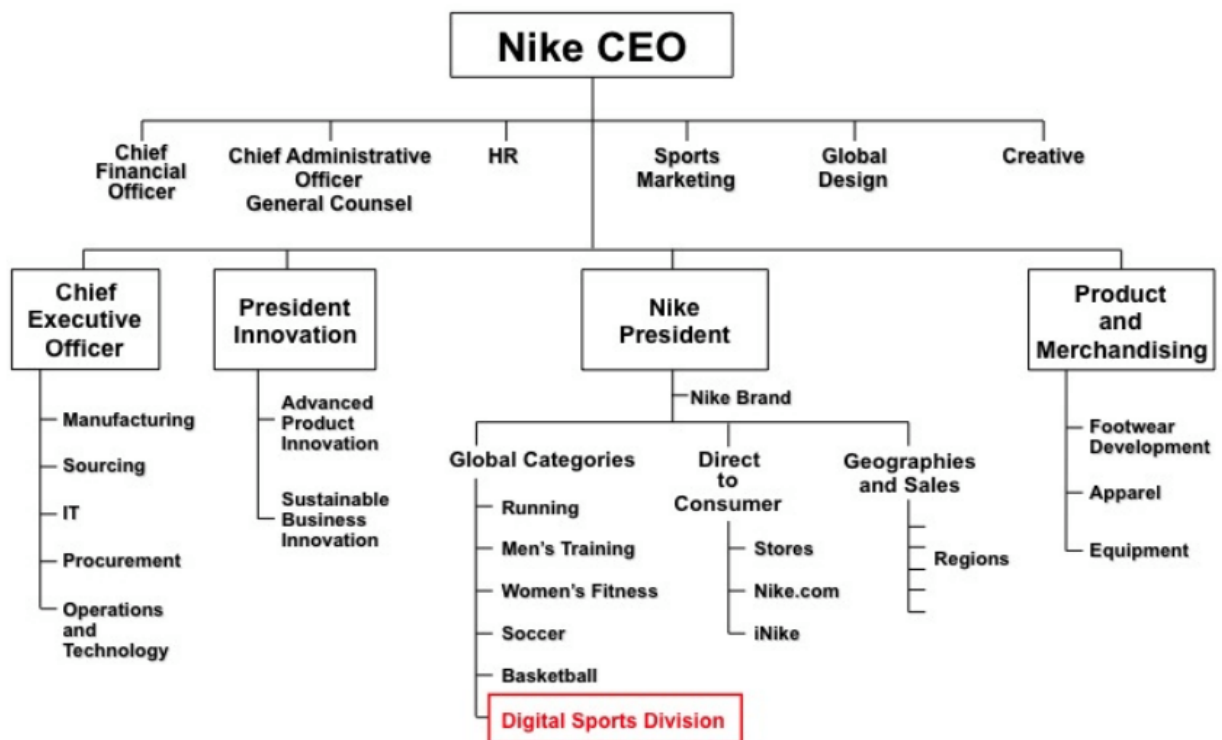 Nike CEO
Chief
Financial
Officer
Chief Administrative
Officer
General Counsel
HR
Sports
Marketing
Global
Design
Creative
Chief
Executive
Officer
Manufacturing
Sourcing
IT
Procurement
Operations
and
Technology
President
Innovation
Advanced
Product
Innovation
Sustainable
Business
Innovation
Nike
President
Nike Brand
Global Categories
Running
Men's Training
Women's Fitness
Soccer
Basketball
Digital Sports Division
Direct
to
Consumer
Stores
Nike.com
iNike
Geographies
and Sales
Regions
Product
and
Merchandising
Footwear
Development
Apparel
Equipment